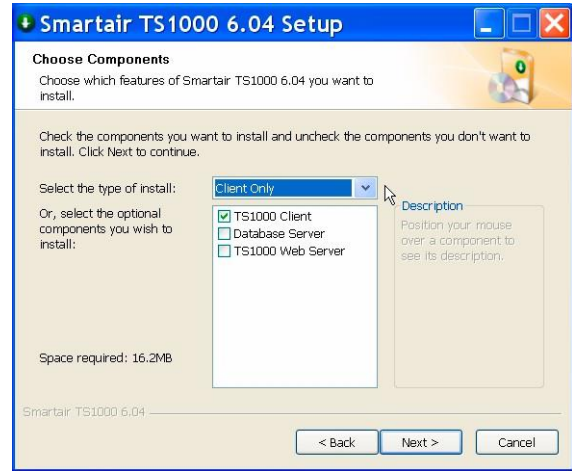 Smartair TS1000 6.04 Setup
Choose Components
Choose which features of Smartair TS1000 6.04 you want to
install.
Check the components you want to install and uncheck the components you don't want to
install. Click Next to continue.
Select the type of install:
Client Only
Or, select the optional
components you wish to
install:
TS1000 Client
Database Server
TS1000 Web Server
Description
Position your mouse
over a component to
see its description.
Space required: 16.2MB
Smartair TS1000 6.04
< Back
Next >
Cancel